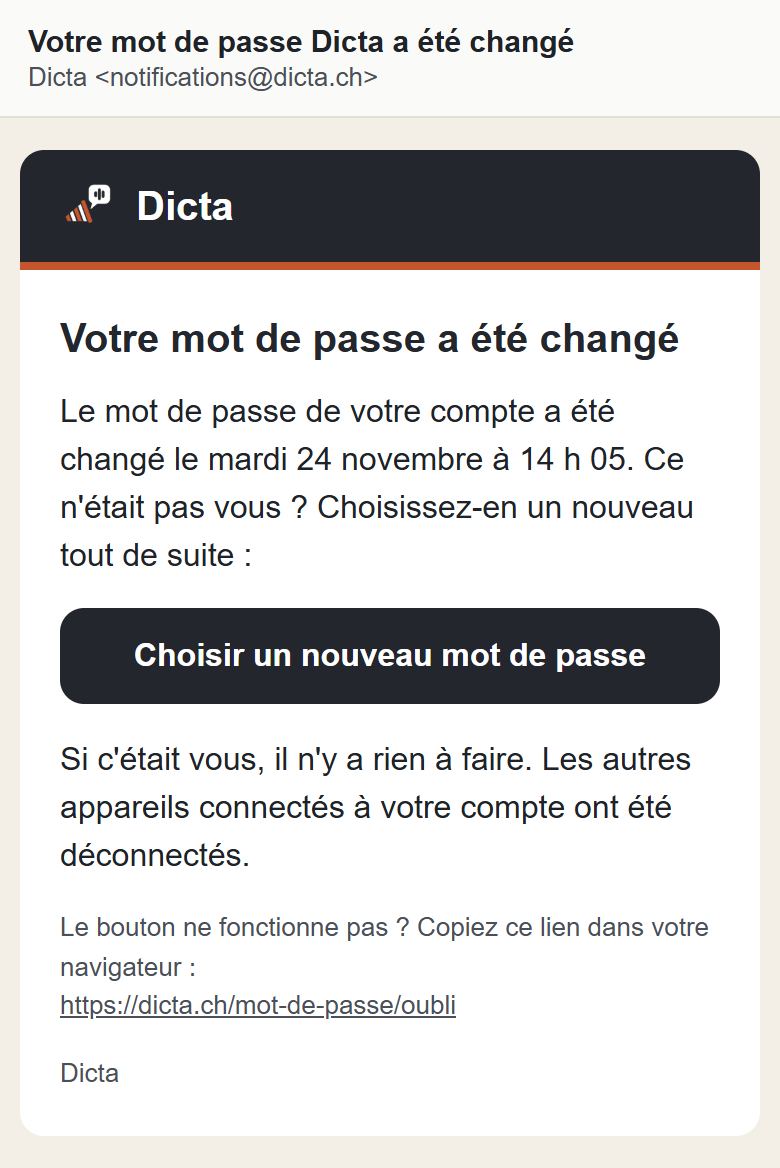 Votre mot de passe Dicta a été changé
Dicta <notifications@dicta.ch>
Dicta
Votre mot de passe a été changé
Le mot de passe de votre compte a été
changé le mardi 24 novembre à 14 h 05. Ce
n'était pas vous ? Choisissez-en un nouveau
tout de suite :
Choisir un nouveau mot de passe
Si c'était vous, il n'y a rien à faire. Les autres
appareils connectés à votre compte ont été
déconnectés.
Le bouton ne fonctionne pas ? Copiez ce lien dans votre
navigateur :
https://dicta.ch/mot-de-passe/oubli
Dicta